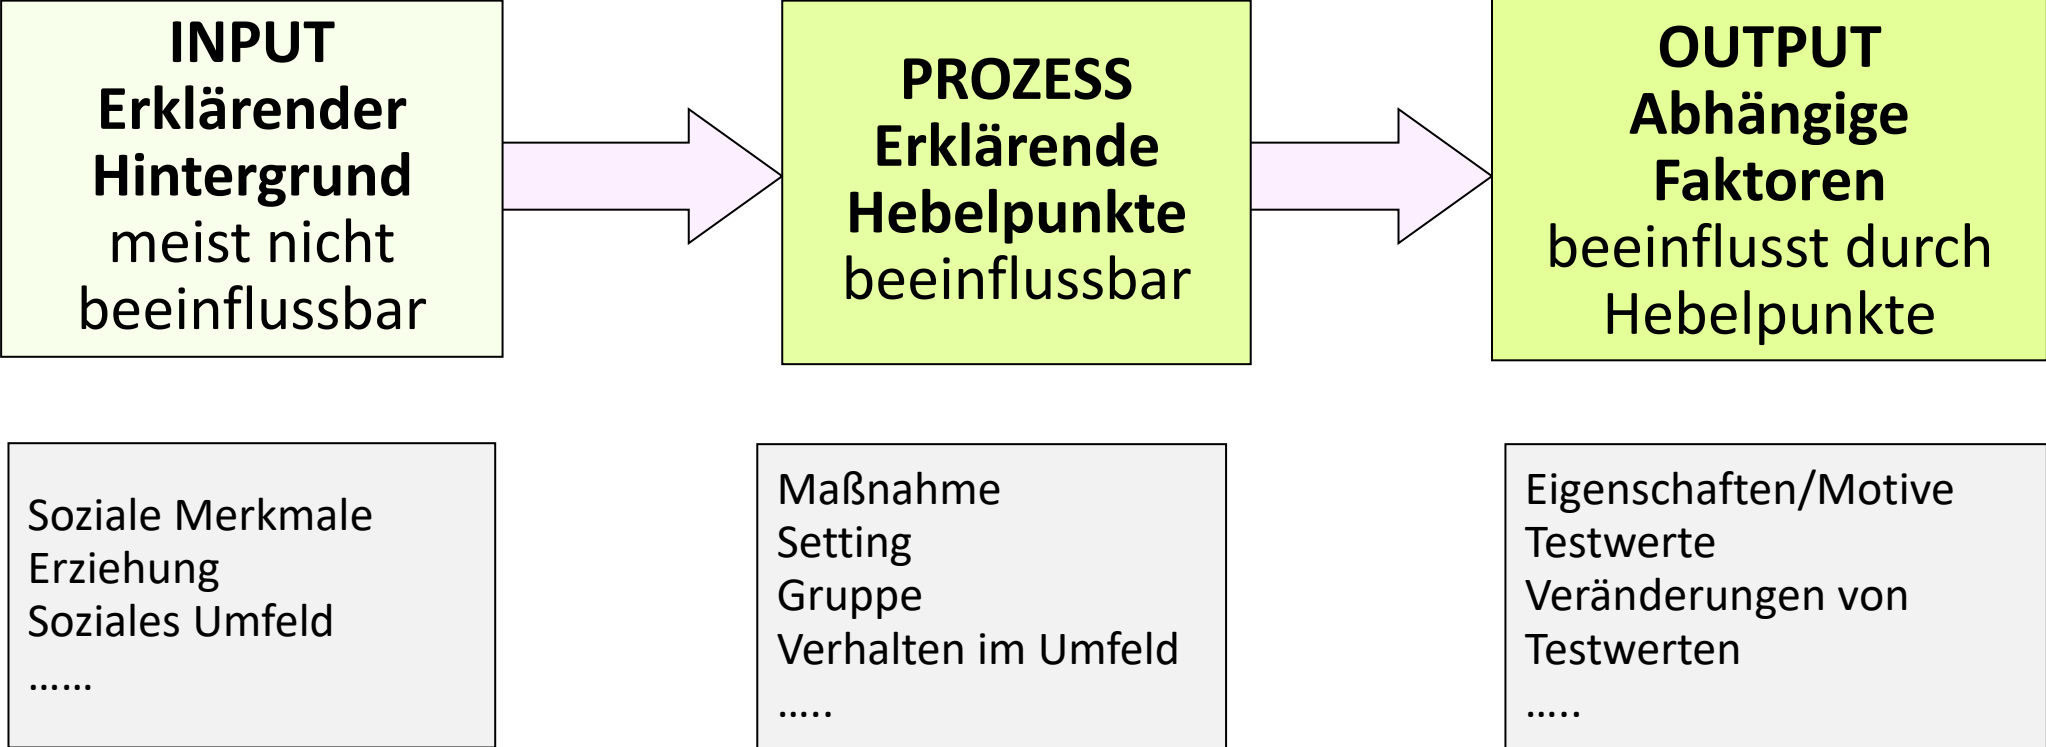 INPUT
Erklärender
Hintergrund
meist nicht
beeinflussbar
PROZESS
Erklärende
Hebelpunkte
beeinflussbar
OUTPUT
Abhängige
Faktoren
beeinflusst durch
Hebelpunkte
Soziale Merkmale
Erziehung
Soziales Umfeld
……
Maßnahme
Setting
Gruppe
Verhalten im Umfeld
…..
Eigenschaften/Motive
Testwerte
Veränderungen von
Testwerten
…..